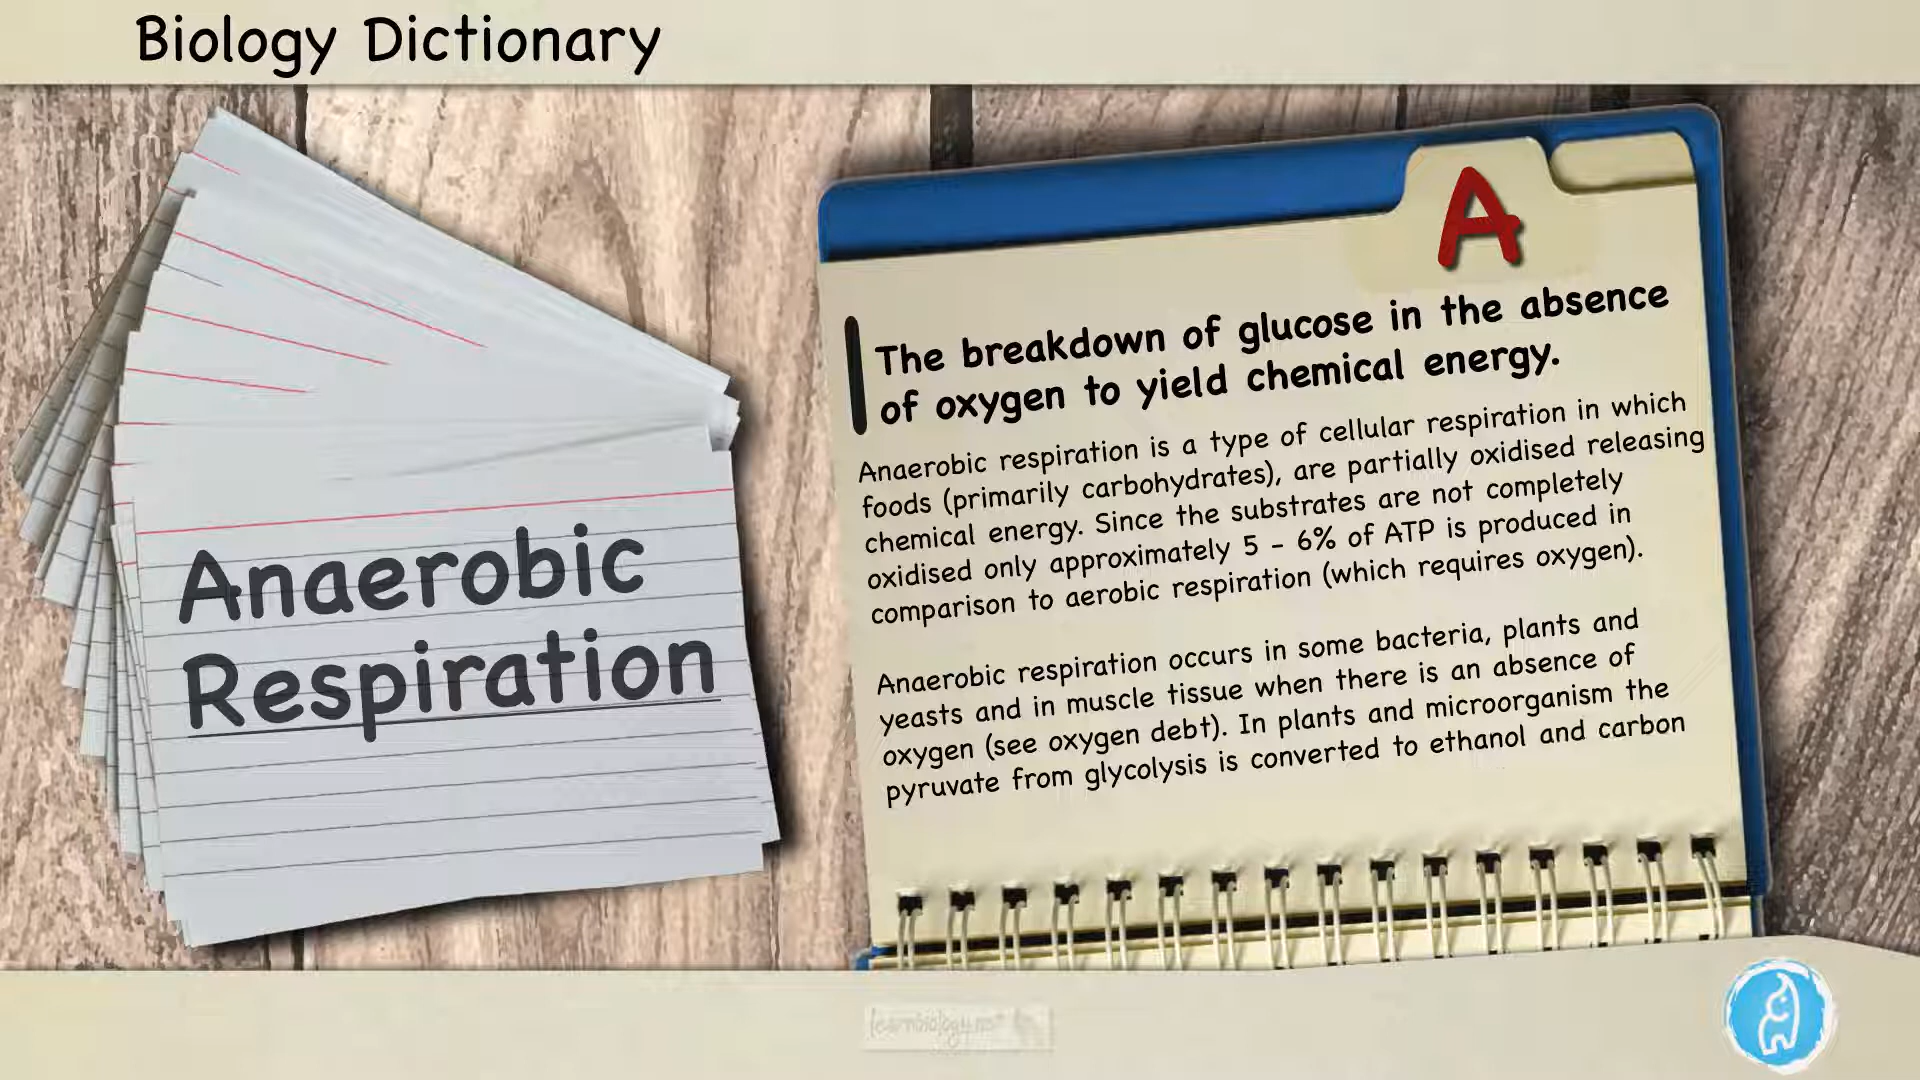 Biology Dictionary
A
The breakdown of glucose in the absence
of oxygen to yield chemical energy.
Anaerobic respiration is a type of cellular respiration in which
foods (primarily carbohydrates), are partially oxidised releasing
chemical energy. Since the substrates are not completely
oxidised only approximately 5 - 6% of ATP is produced in
comparison to aerobic respiration (which requires oxygen).
Anaerobic respiration occurs in some bacteria, plants and
yeasts and in muscle tissue when there is an absence of
oxygen (see oxygen debt). In plants and microorganism the
pyruvate from glycolysis is converted to ethanol and carbon
Anaerobic
Respiration